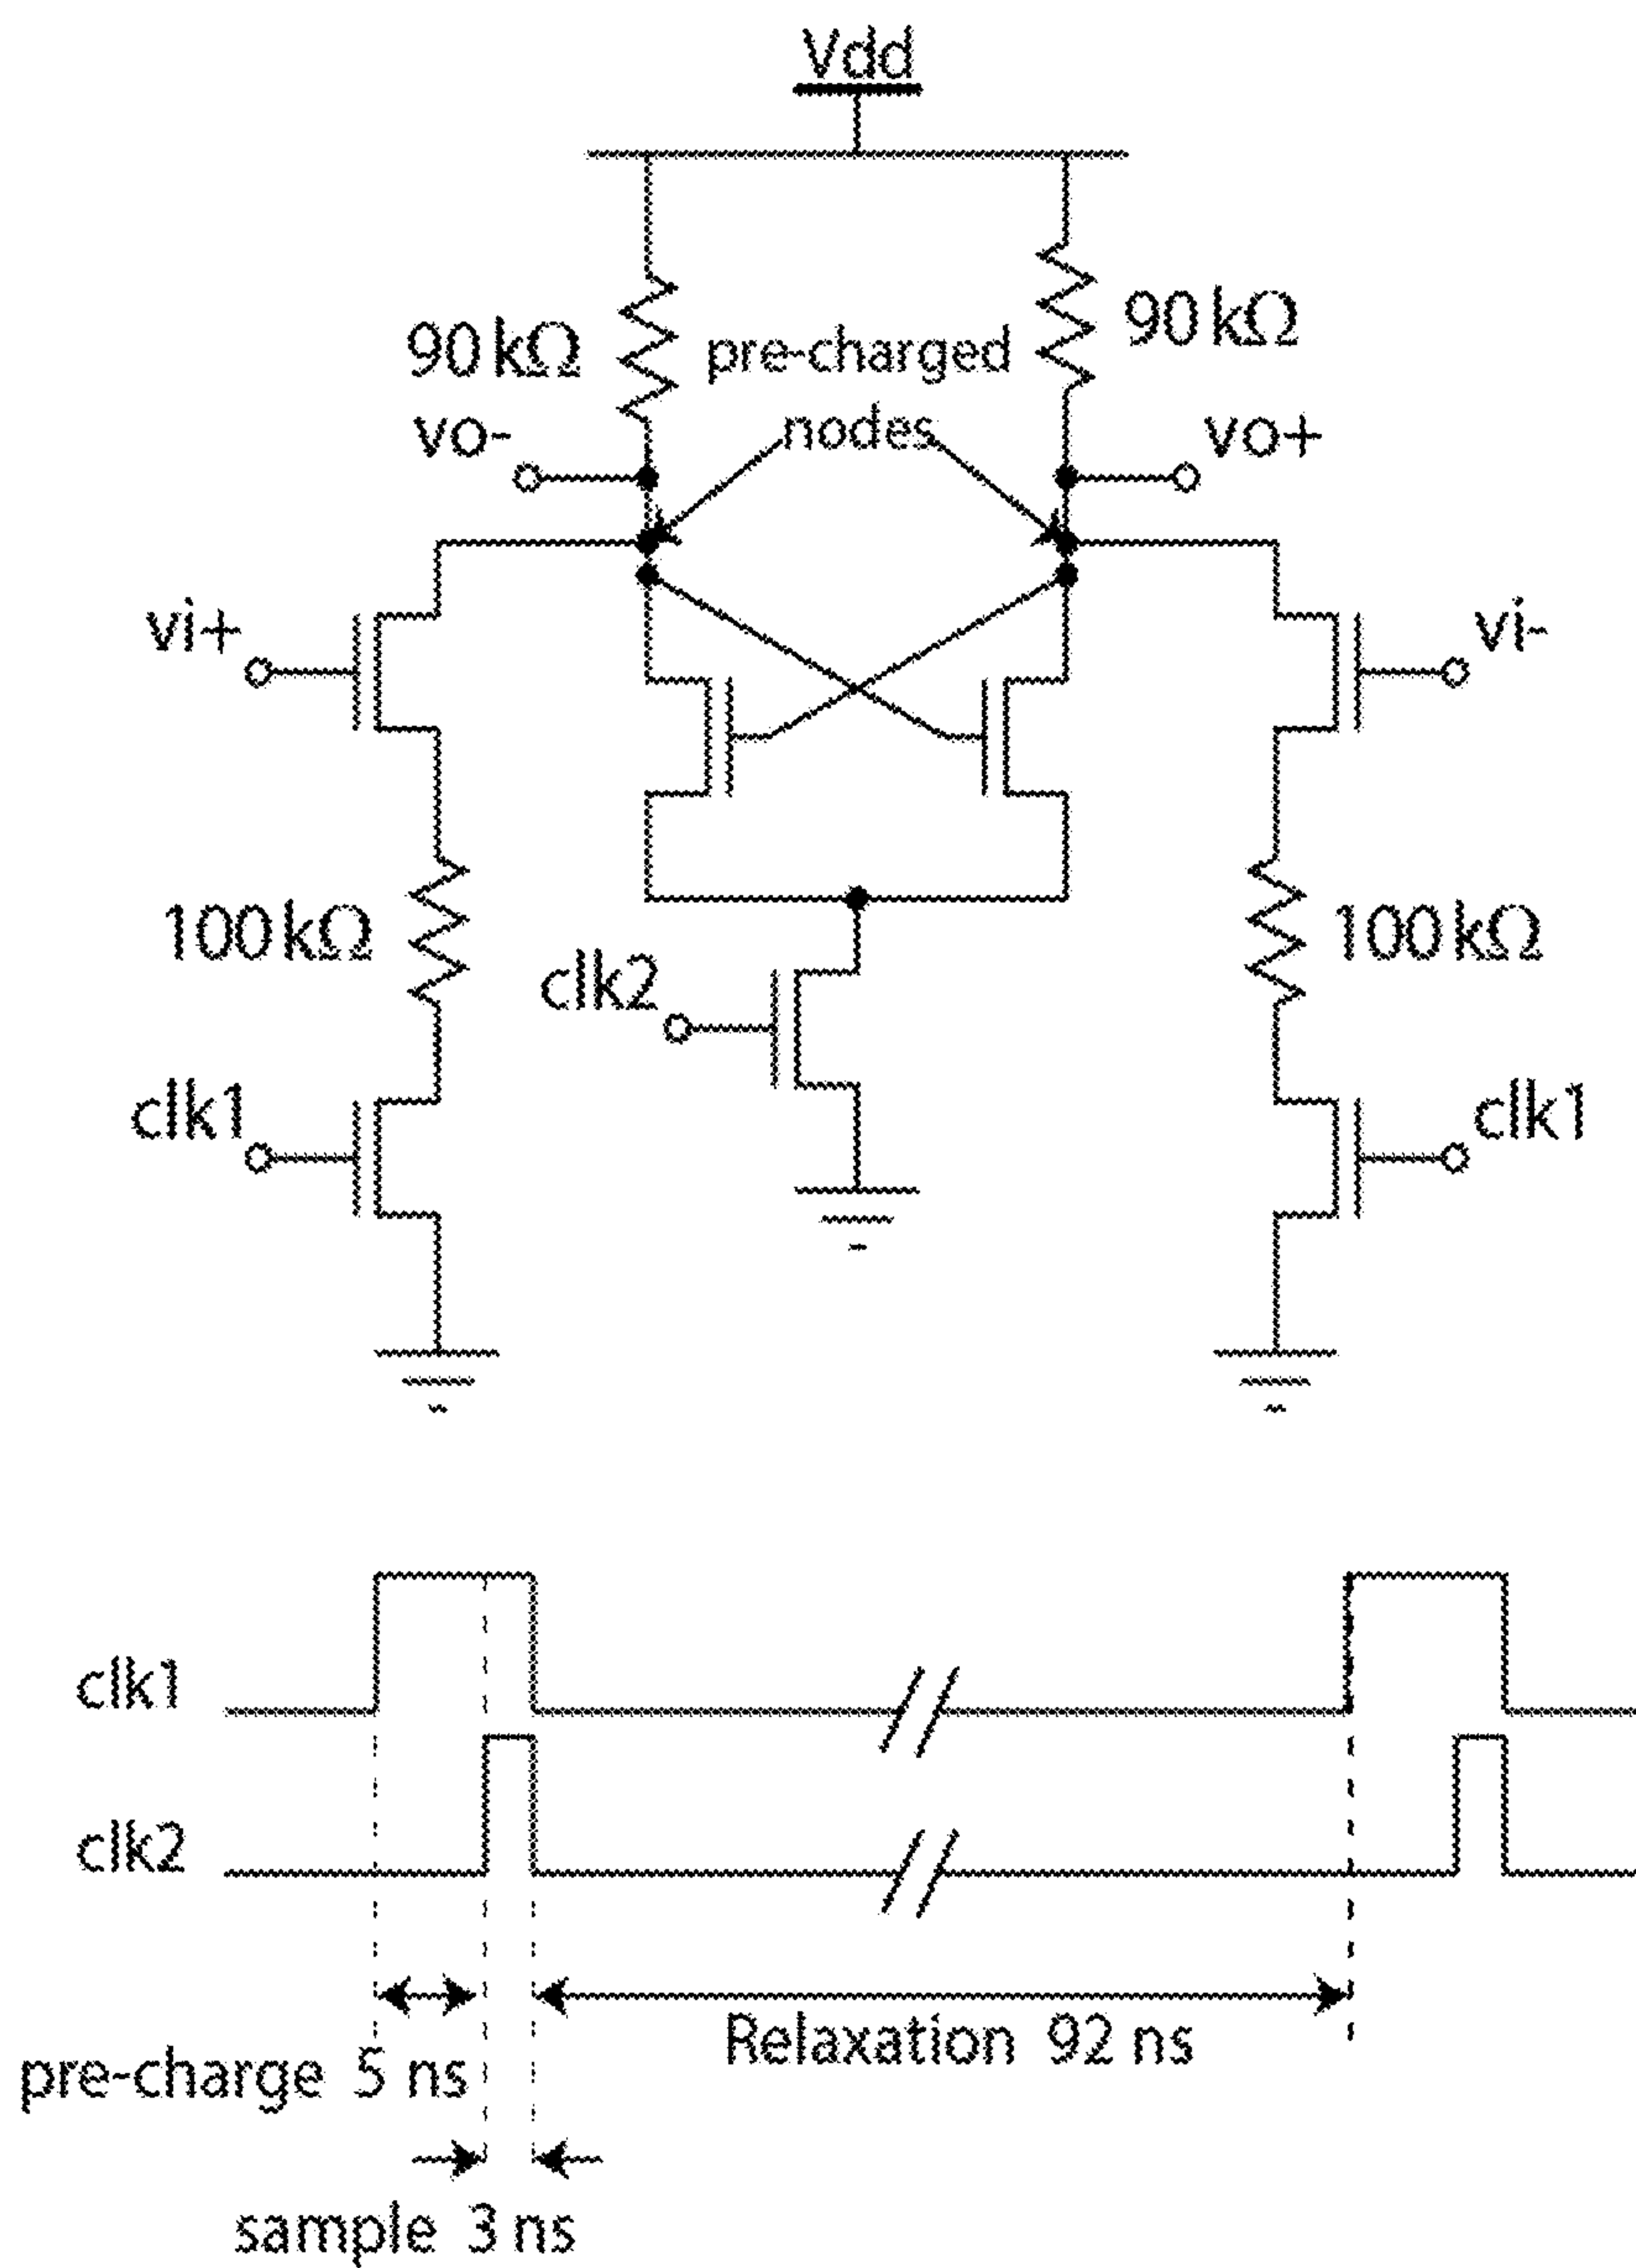 Vdd
90 kΩ
pre-charged
nodes
90 kΩ
vo-
vo+
vi+
vi-
100 kΩ
clk2
100 kΩ
clk1
clk1
clk1
clk2
Relaxation 92 ns
pre-charge 5 ns
sample 3 ns